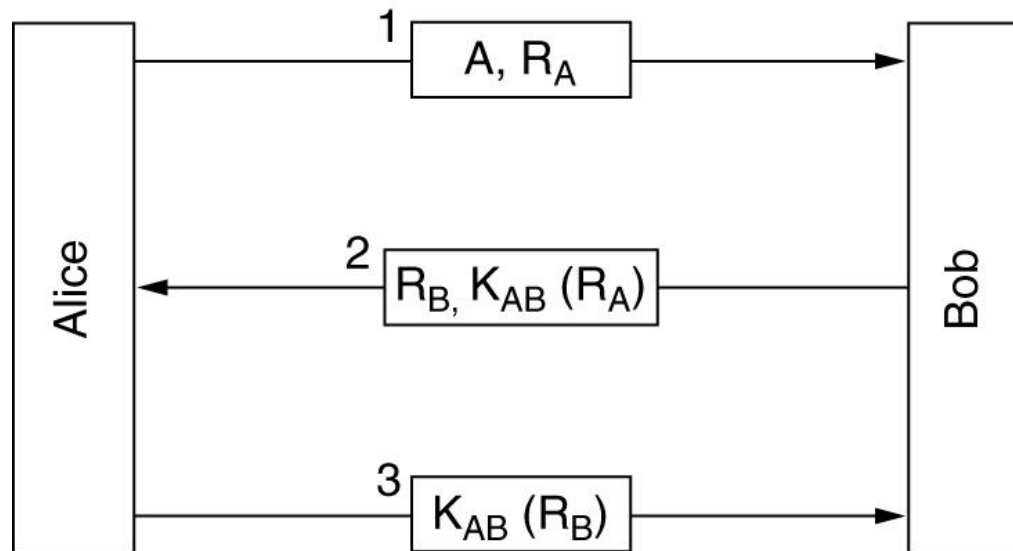 1
A, R_A
Alice
2
R_B, K_AB (R_A)
Bob
3
K_AB (R_B)